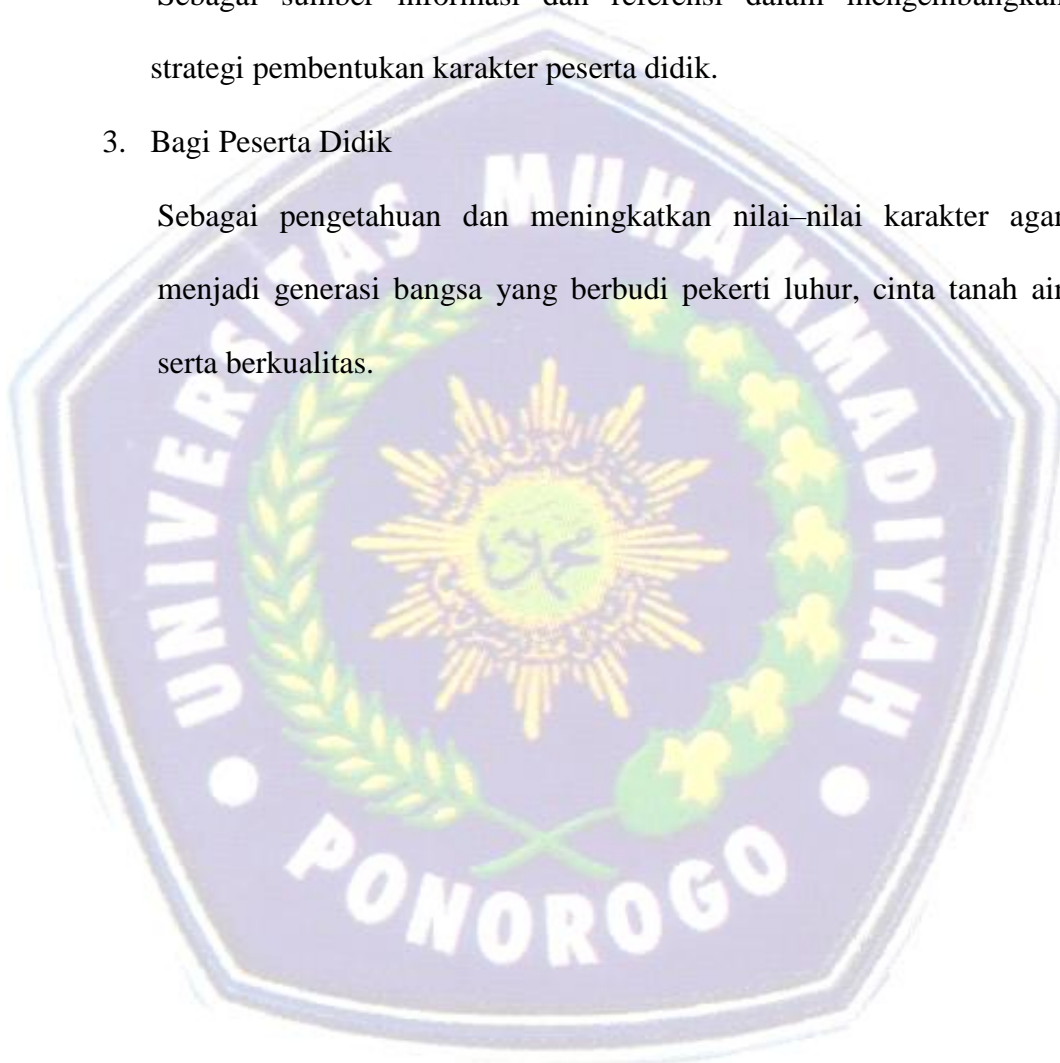 Sebagai sumber informasi dan referensi dalam mengembangkan
strategi pembentukan karakter peserta didik.
3. Bagi Peserta Didik
Sebagai pengetahuan dan meningkatkan nilai–nilai karakter agar
menjadi generasi bangsa yang berbudi pekerti luhur, cinta tanah air
serta berkualitas.
UNIVERSITAS MUHAMMADIYAH
PONOROGO